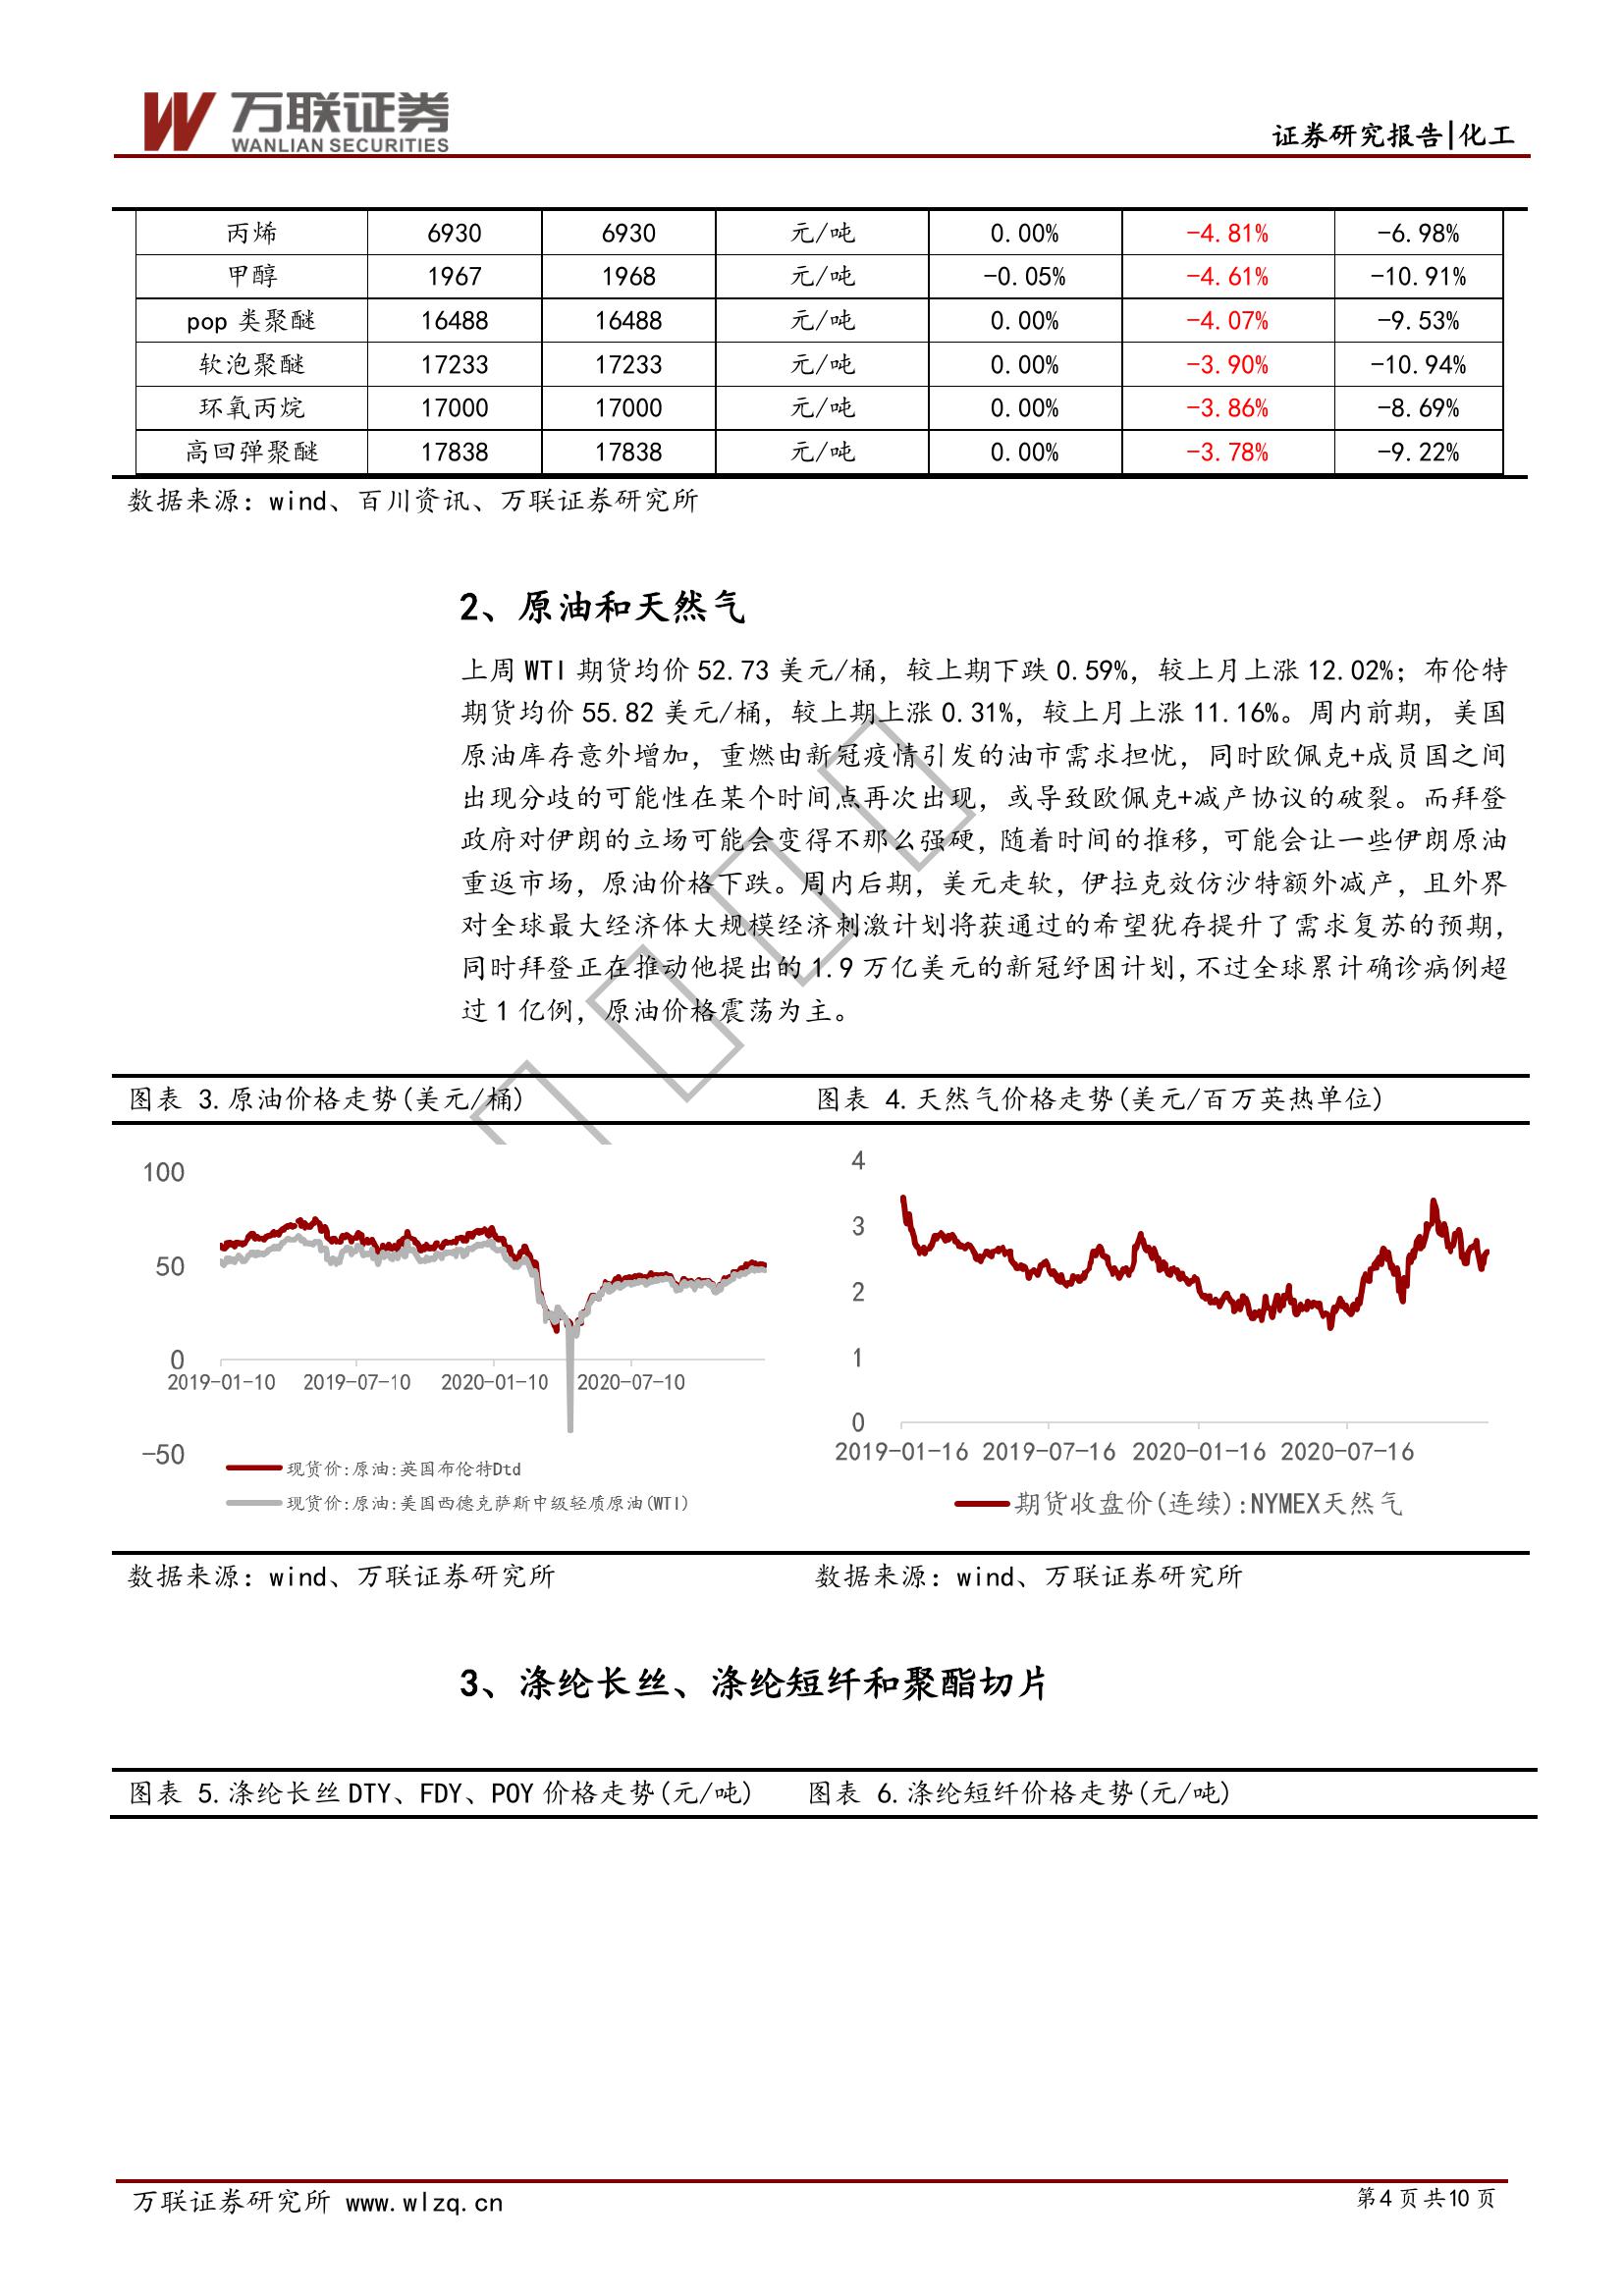 万联证券
WANLIAN SECURITIES
证券研究报告|化工
丙烯 6930 6930 元/吨 0.00% -4.81% -6.98%
甲醇 1967 1968 元/吨 -0.05% -4.61% -10.91%
pop 类聚醚 16488 16488 元/吨 0.00% -4.07% -9.53%
软泡聚醚 17233 17233 元/吨 0.00% -3.90% -10.94%
环氧丙烷 17000 17000 元/吨 0.00% -3.86% -8.69%
高回弹聚醚 17838 17838 元/吨 0.00% -3.78% -9.22%
数据来源：wind、百川资讯、万联证券研究所
2、原油和天然气
上周 WTI 期货均价 52.73 美元/桶，较上期下跌 0.59%，较上月上涨 12.02%；布伦特
期货均价 55.82 美元/桶，较上期上涨 0.31%，较上月上涨 11.16%。周内前期，美国
原油库存意外增加，重燃由新冠疫情引发的油市需求担忧，同时欧佩克+成员国之间
出现分歧的可能性在某个时间点再次出现，或导致欧佩克+减产协议的破裂。而拜登
政府对伊朗的立场可能会变得不那么强硬，随着时间的推移，可能会让一些伊朗原油
重返市场，原油价格下跌。周内后期，美元走软，伊拉克效仿沙特额外减产，且外界
对全球最大经济体大规模经济刺激计划将获通过的希望犹存提升了需求复苏的预期，
同时拜登正在推动他提出的 1.9 万亿美元的新冠纾困计划，不过全球累计确诊病例超
过 1 亿例，原油价格震荡为主。
图表 3.原油价格走势(美元/桶)
100
50
0
-50
2019-01-10 2019-07-10 2020-01-10 2020-07-10
现货价:原油:英国布伦特Dtd
现货价:原油:美国西德克萨斯中级轻质原油(WTI)
图表 4.天然气价格走势(美元/百万英热单位)
4
3
2
1
0
2019-01-16 2019-07-16 2020-01-16 2020-07-16
期货收盘价(连续):NYMEX天然气
数据来源：wind、万联证券研究所
数据来源：wind、万联证券研究所
3、涤纶长丝、涤纶短纤和聚酯切片
图表 5.涤纶长丝 DTY、FDY、POY 价格走势(元/吨)
图表 6.涤纶短纤价格走势(元/吨)
万联证券研究所 www.wlzq.cn
第4 页 共10 页